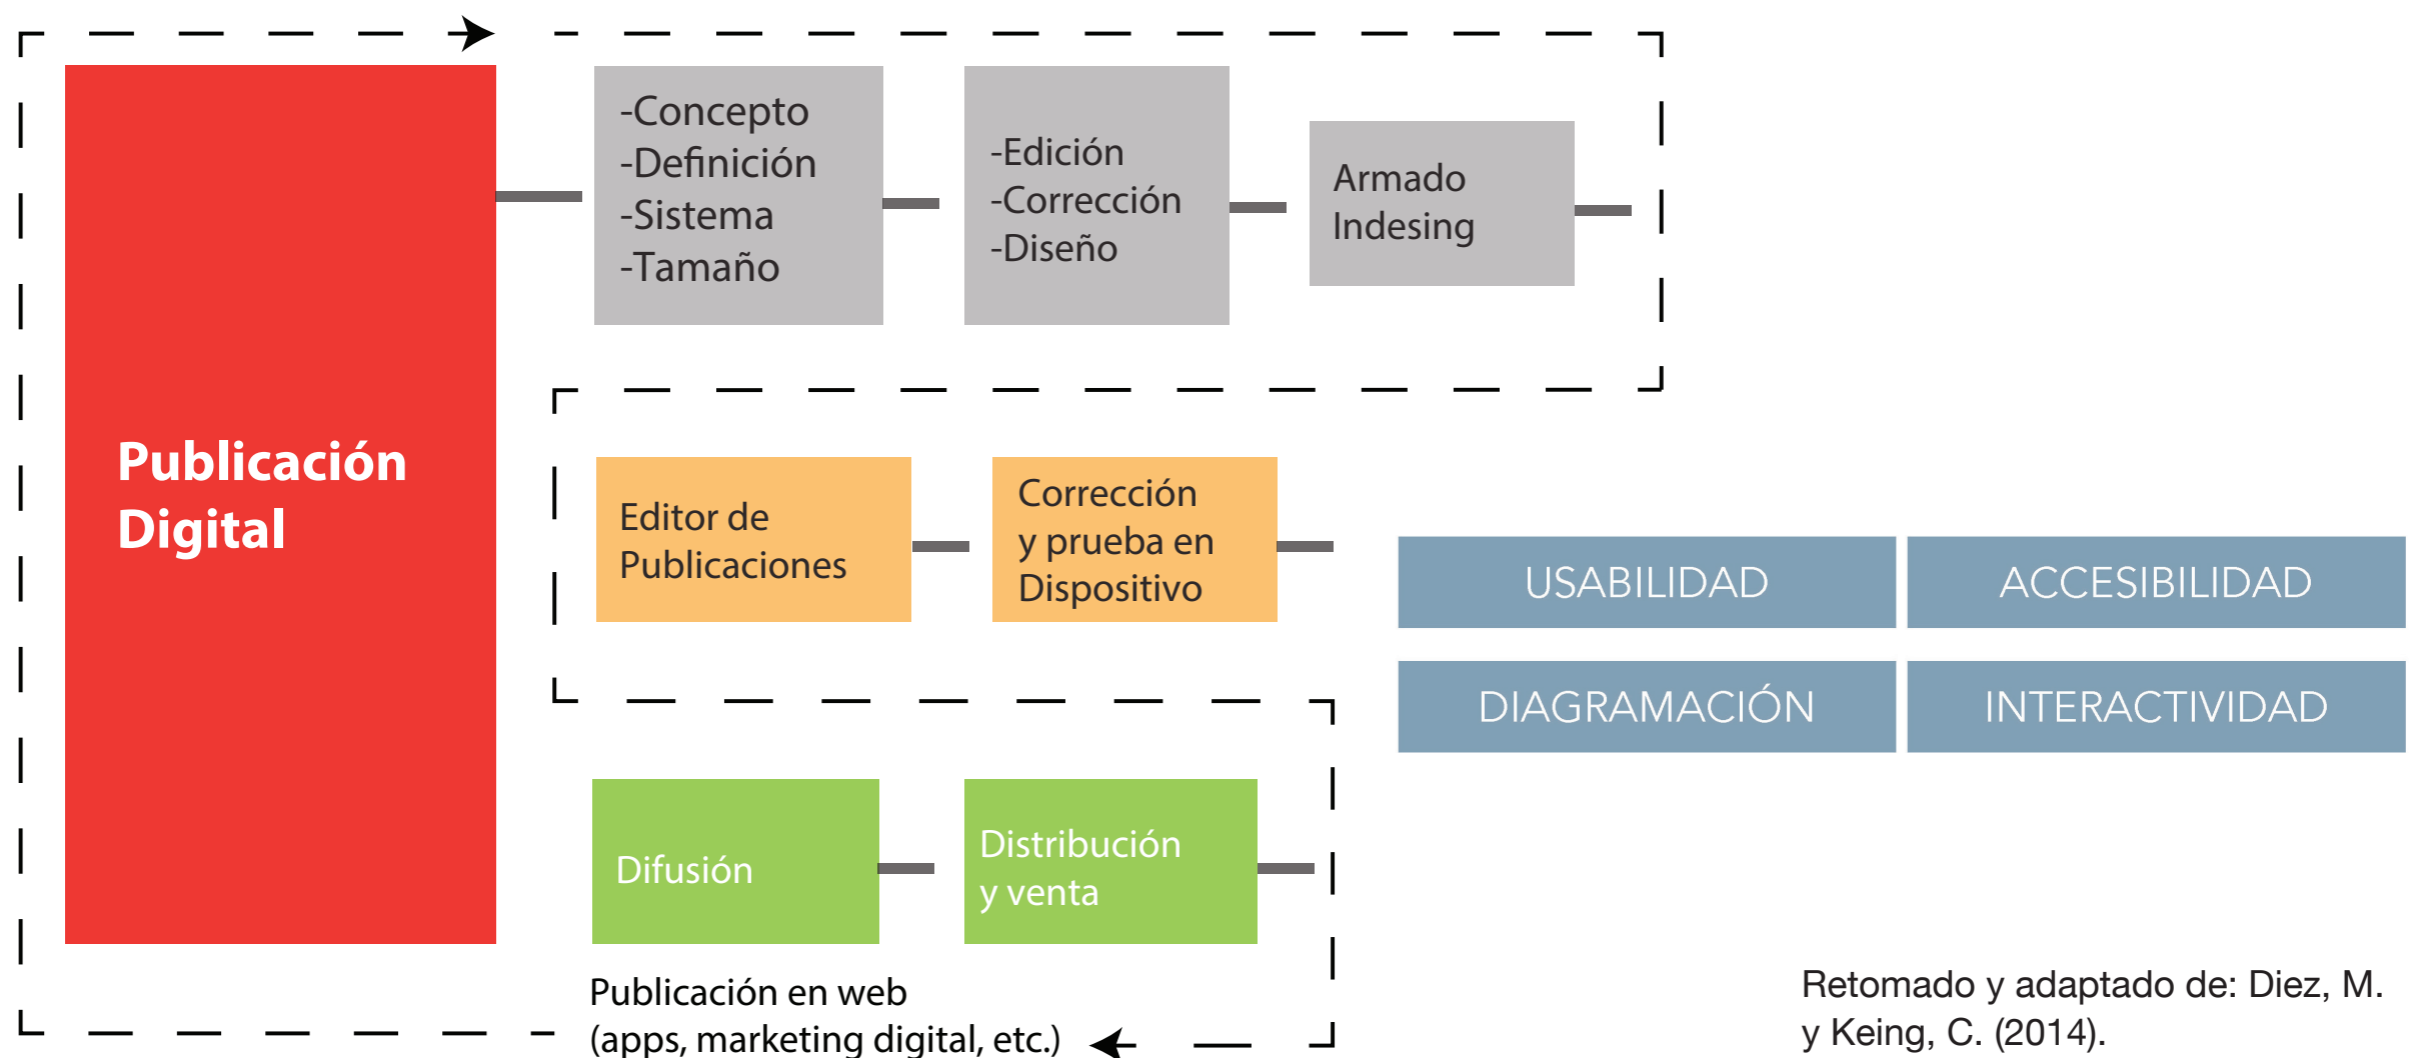 Publicación
Digital
-Concepto
-Definición
-Sistema
-Tamaño
-Edición
-Corrección
-Diseño
Armado
Indesing
Editor de
Publicaciones
Corrección
y prueba en
Dispositivo
USABILIDAD
ACCESIBILIDAD
DIAGRAMACIÓN
INTERACTIVIDAD
Difusión
Distribución
y venta
Publicación en web
(apps, marketing digital, etc.)
Retomado y adaptado de: Diez, M.
y Keing, C. (2014).